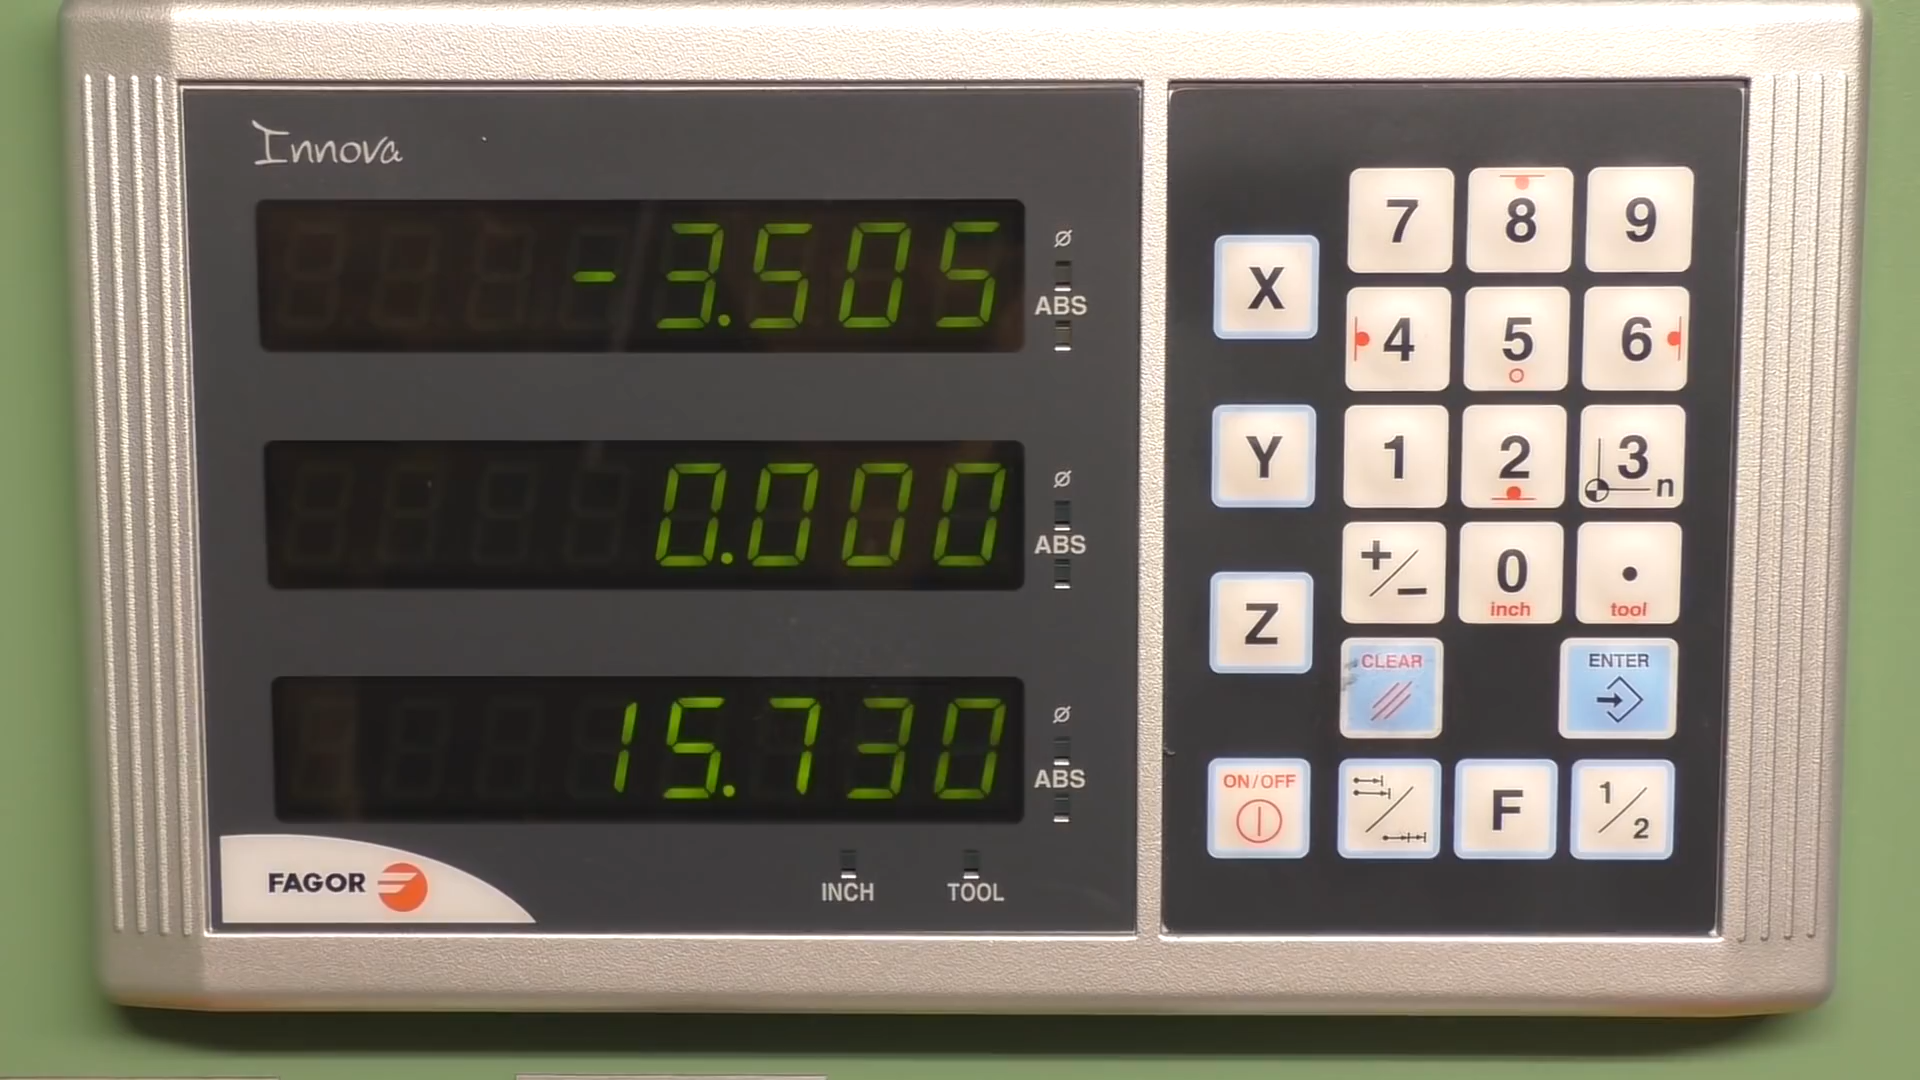 Innova
-3.505
Ø
ABS
0.000
Ø
ABS
15.730
Ø
ABS
FAGOR
INCH TOOL
X
Y
Z
7 8 9
4 5 6
1 2 3 n
+/- 0 .
inch tool
CLEAR ENTER
ON/OFF F 1/2